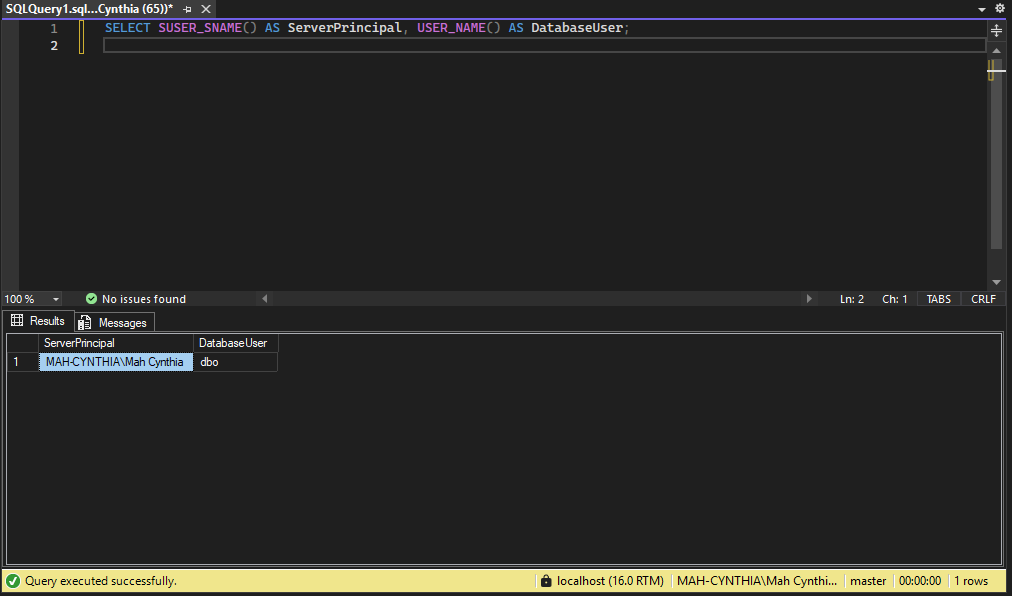 SQLQuery1.sql...Cynthia (65))*
1 SELECT SUSER_SNAME() AS ServerPrincipal, USER_NAME() AS DatabaseUser;
2
100 % No issues found Ln: 2 Ch: 1 TABS CRLF
Results Messages
ServerPrincipal DatabaseUser
1 MAH-CYNTHIA\Mah Cynthia dbo
Query executed successfully. localhost (16.0 RTM) MAH-CYNTHIA\Mah Cynthi... master 00:00:00 1 rows